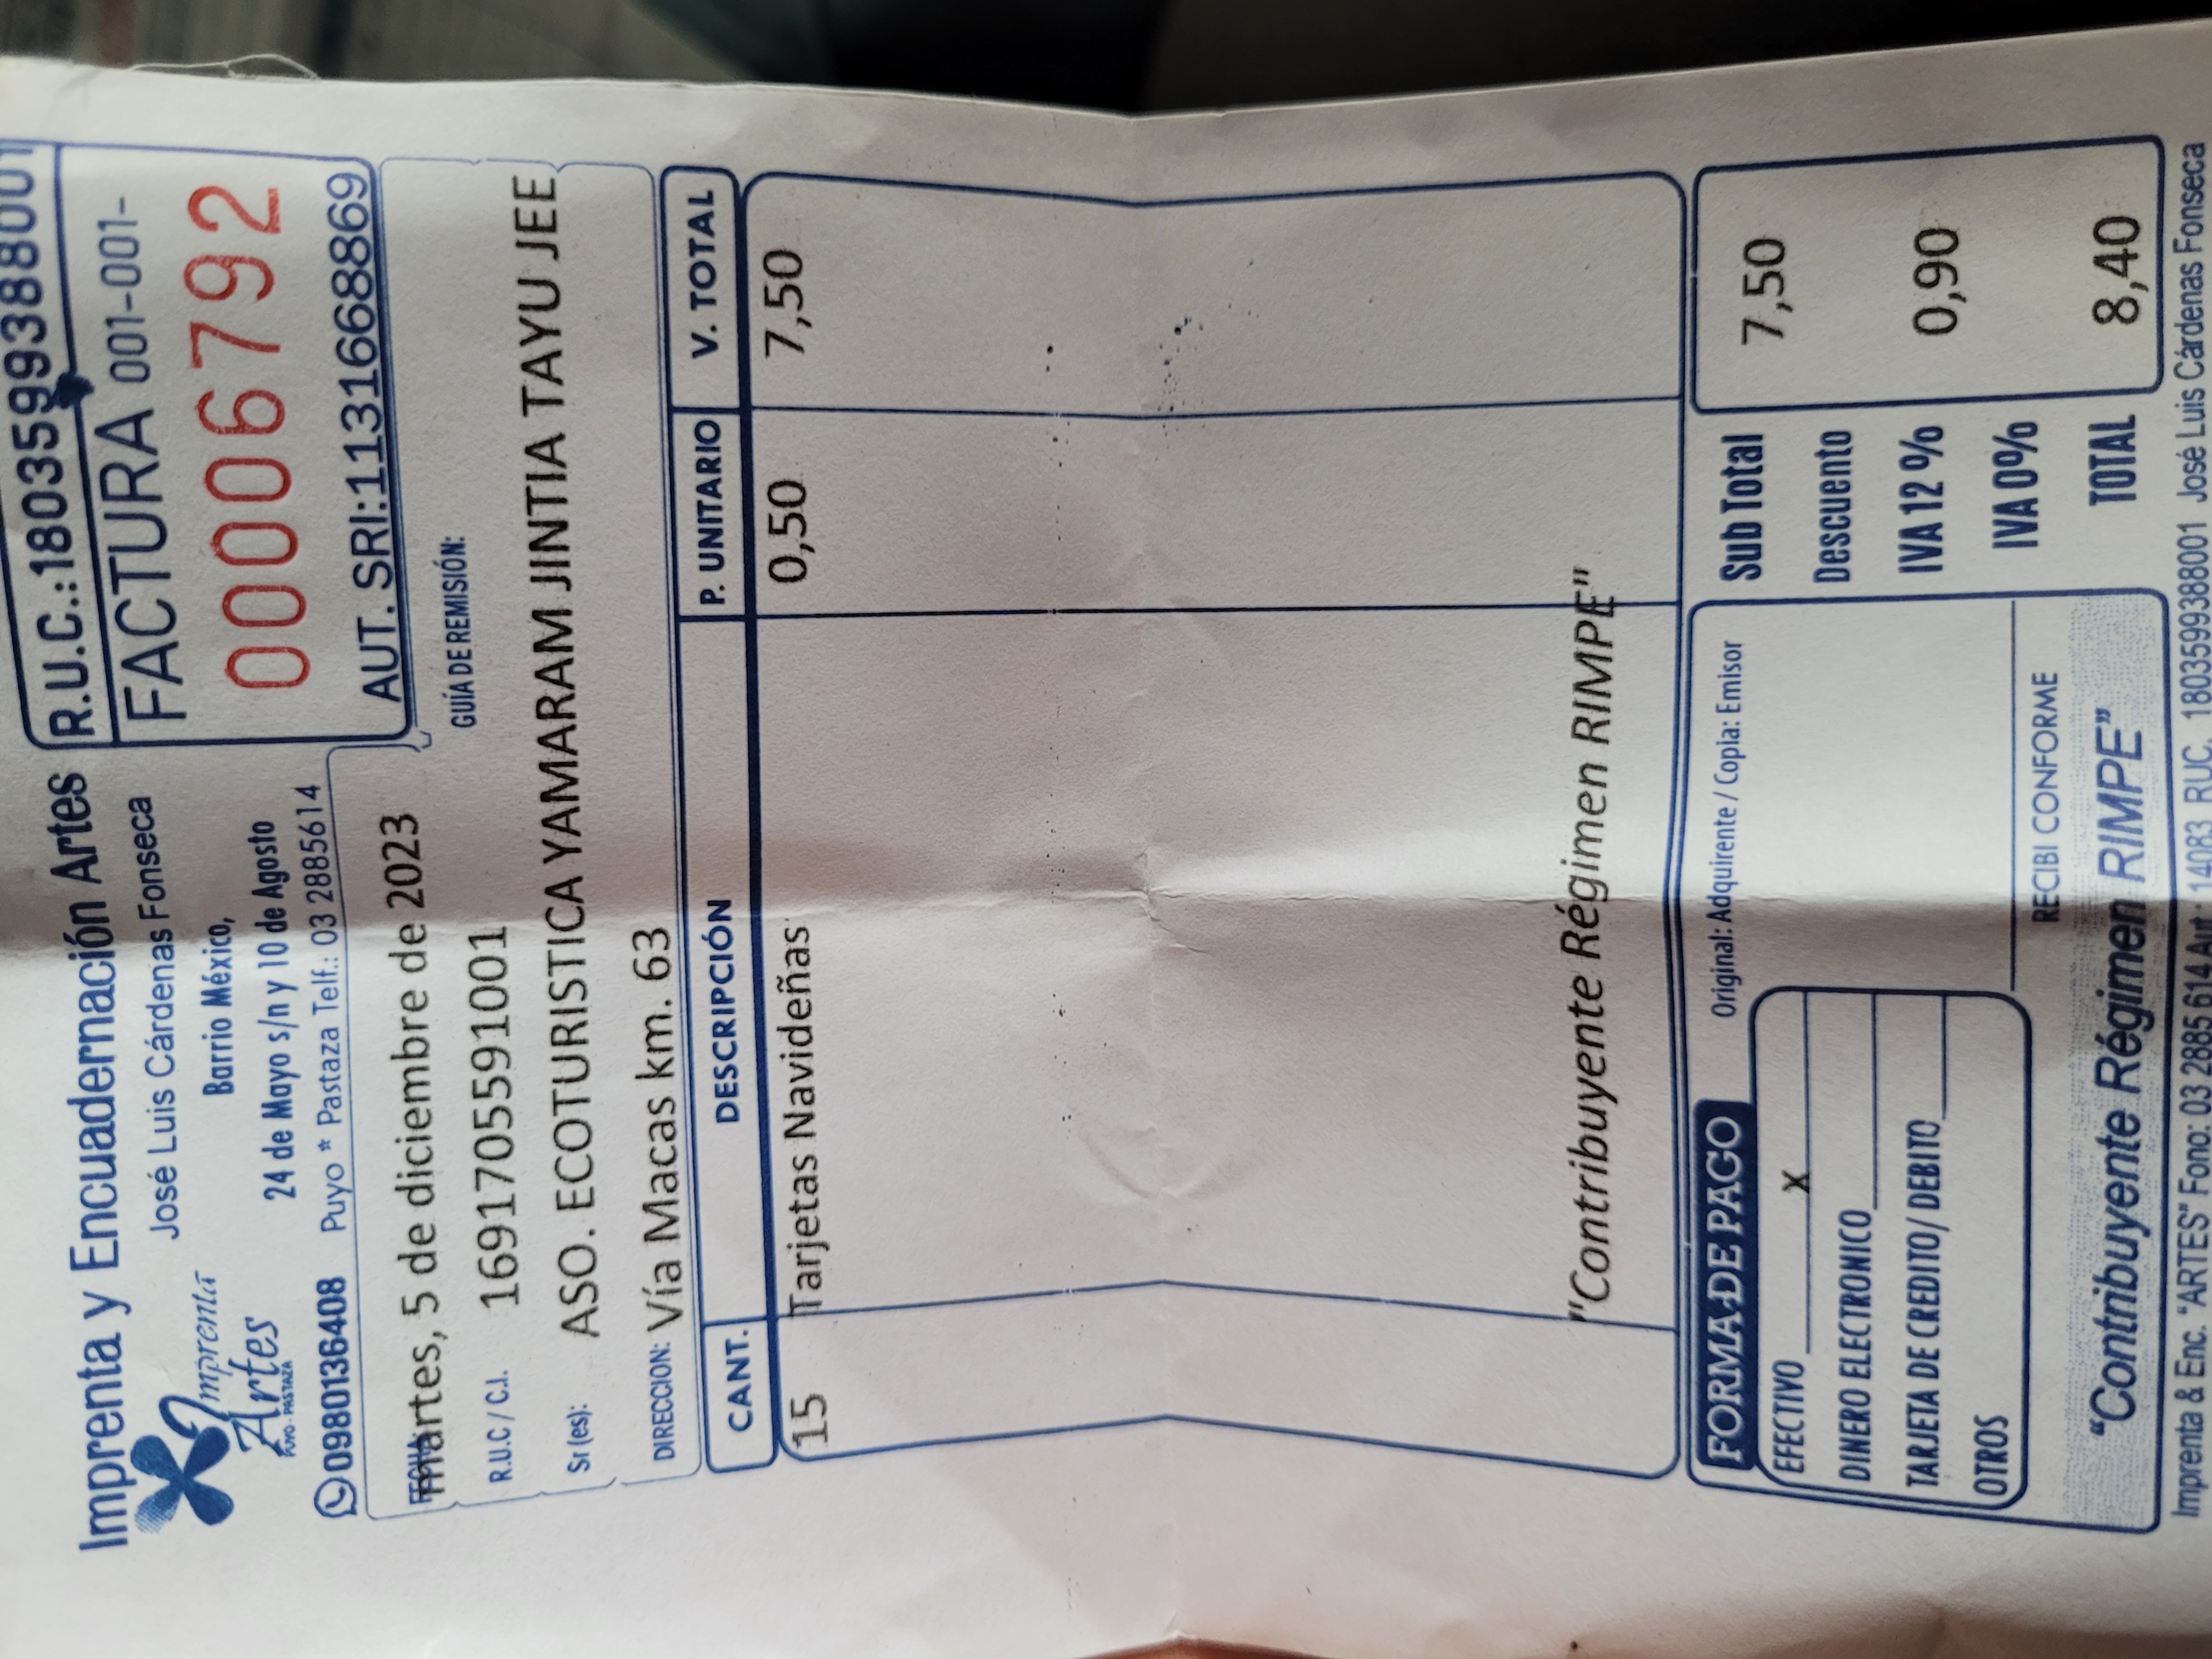 Imprenta y Encuadernación Artes
José Luis Cárdenas Fonseca
Barrio México,
24 de Mayo s/n y 10 de Agosto
Imprenta
Artes
PUYO - PASTAZA
0980136408 Puyo * Pastaza Telf.: 03 2885614
R.U.C.:1803599388001
FACTURA 001-001-
0006792
AUT. SRI:1131668869
FECHA martes, 5 de diciembre de 2023
GUÍA DE REMISIÓN:
R.U.C / C.I. 1691705591001
Sr (es): ASO. ECOTURISTICA YAMARAM JINTIA TAYU JEE
DIRECCION: Vía Macas km. 63
CANT. DESCRIPCIÓN P. UNITARIO V. TOTAL
15 Tarjetas Navideñas 0,50 7,50
"Contribuyente Régimen RIMPE"
Original: Adquirente / Copia: Emisor
FORMA DE PAGO
EFECTIVO x
DINERO ELECTRONICO
TARJETA DE CREDITO/ DEBITO
OTROS
RECIBI CONFORME
Sub Total 7,50
Descuento
IVA 12 % 0,90
IVA 0%
TOTAL 8,40
"Contribuyente Régimen RIMPE"
Imprenta & Enc. "ARTES" Fono: 03 2885 614 Aut: 14083 RUC. 1803599388001 José Luis Cárdenas Fonseca